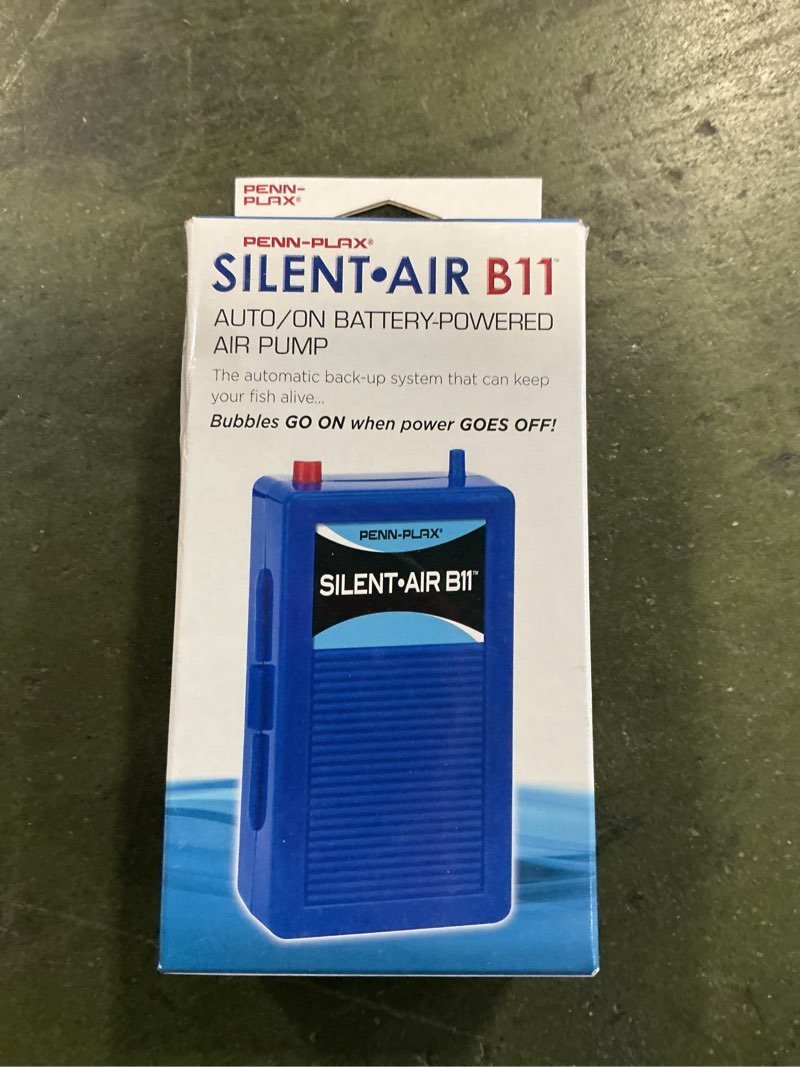 PENN-
PLAX®
PENN-PLAX®
SILENT•AIR B11™
AUTO/ON BATTERY-POWERED
AIR PUMP
The automatic back-up system that can keep
your fish alive...
Bubbles GO ON when power GOES OFF!
PENN-PLAX®
SILENT•AIR B11™